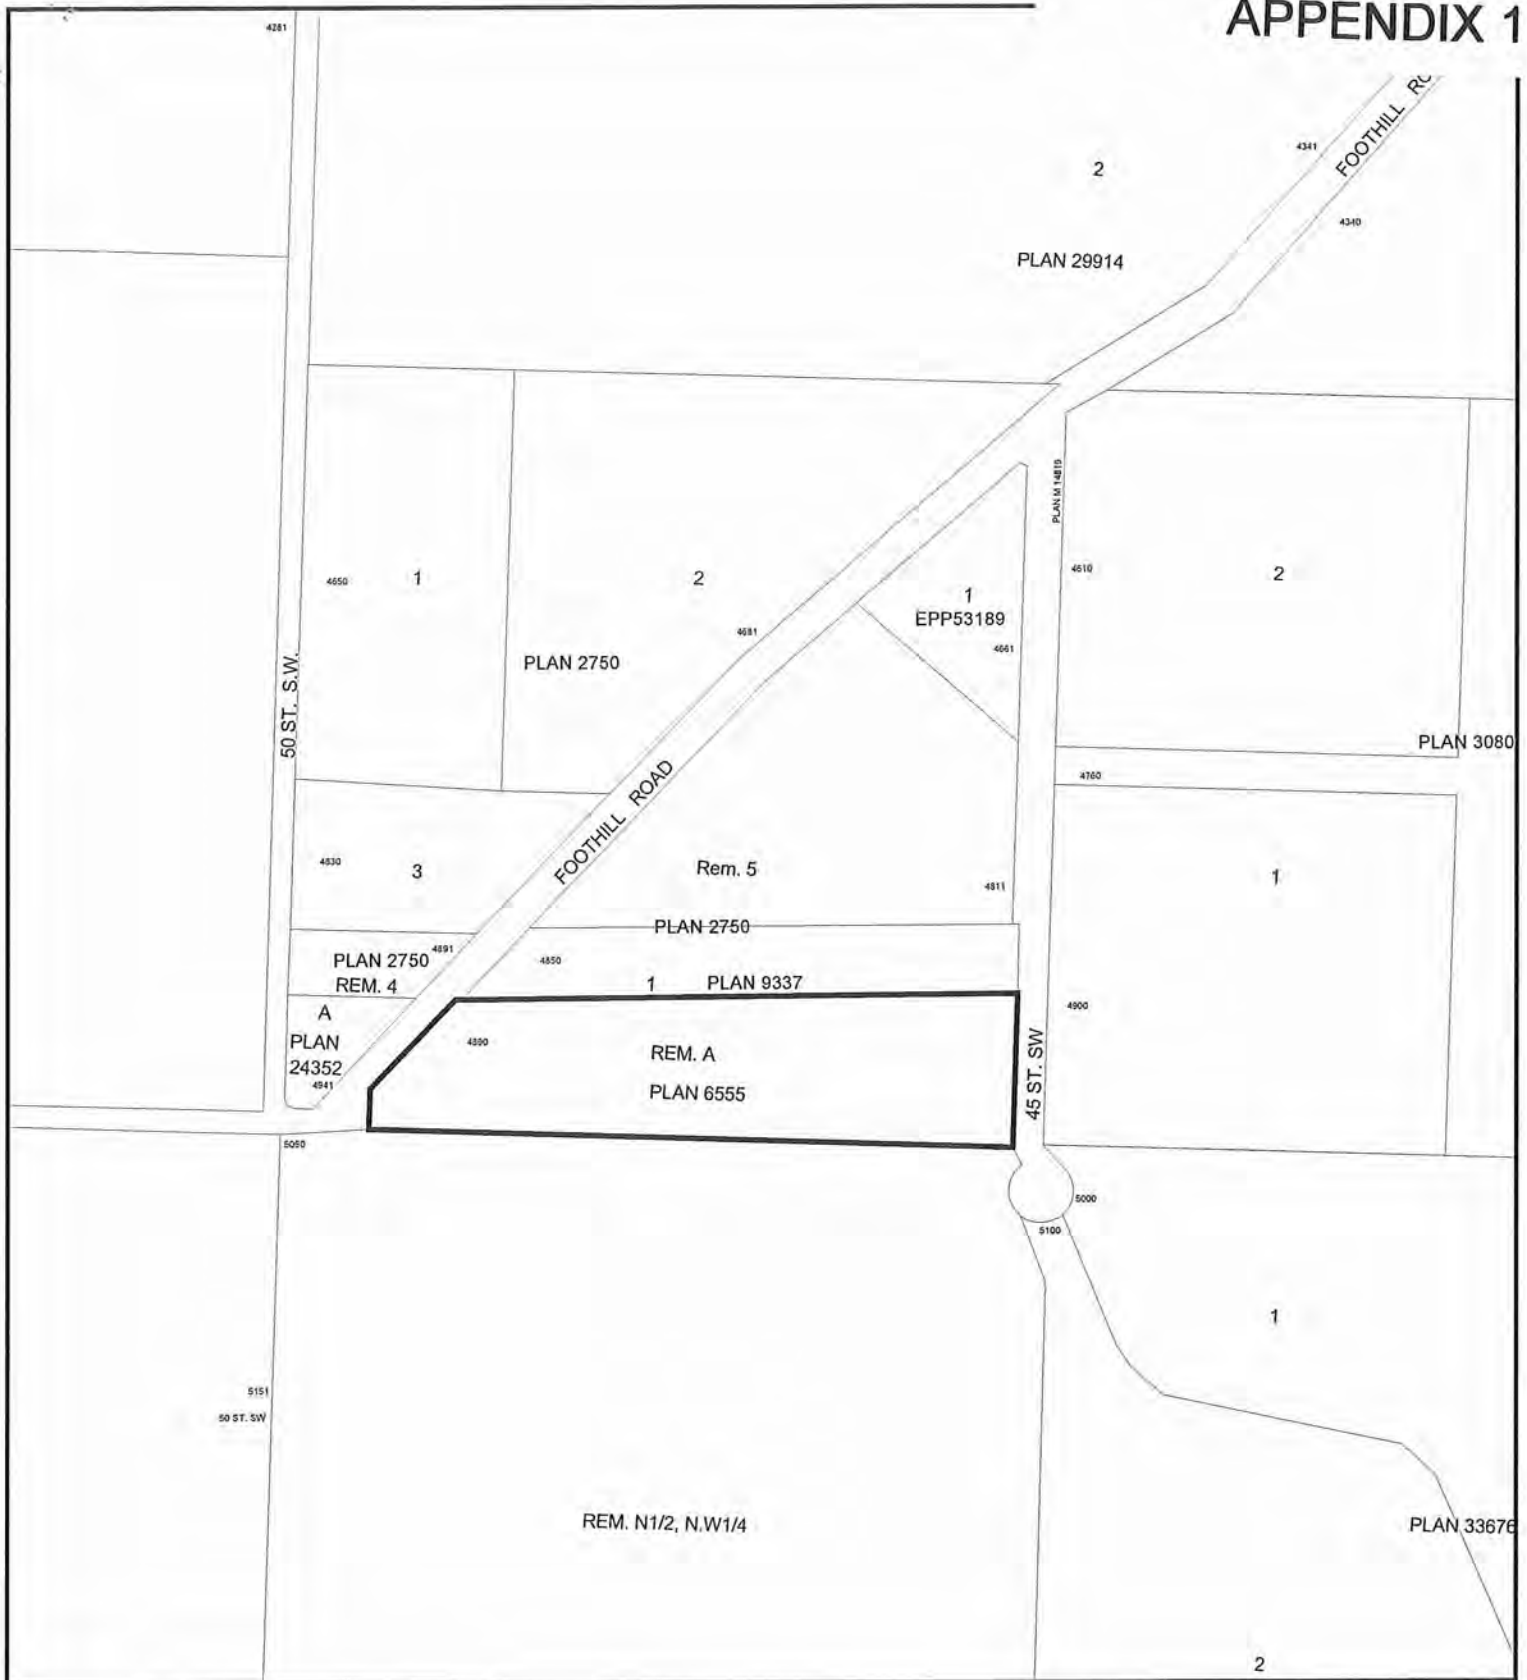 APPENDIX 1
4281
FOOTHILL
4341
2
4340
PLAN 29914
PLAN M 14819
4650
1
2
4610
2
1
EPP53189
4681
4661
PLAN 2750
50 ST. S.W.
PLAN 3080
4760
FOOTHILL ROAD
4830
3
Rem. 5
4811
1
PLAN 2750
4891
PLAN 2750
REM. 4
4850
1 PLAN 9337
A
PLAN
24352
4941
4890
REM. A
PLAN 6555
4900
45 ST. SW
5090
5000
5100
1
5151
50 ST. SW
REM. N1/2, N.W1/4
PLAN 33676
2